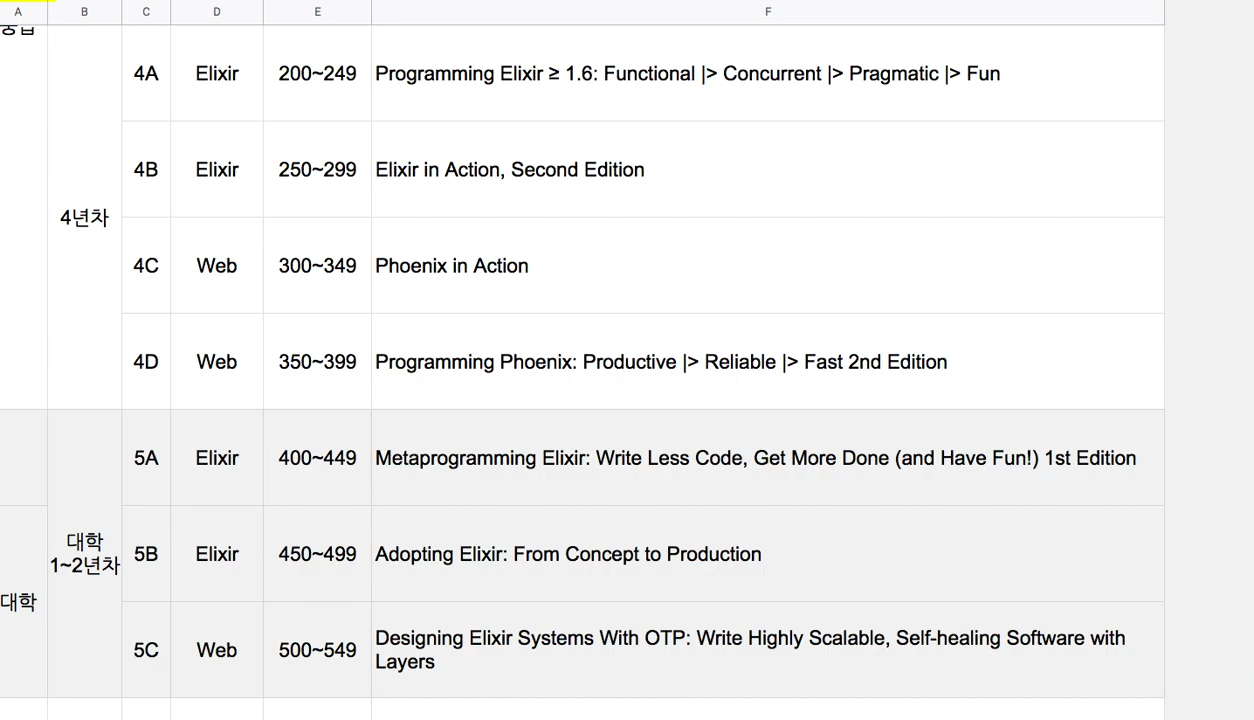 A B C D E F
중급
4A Elixir 200~249 Programming Elixir ≥ 1.6: Functional |> Concurrent |> Pragmatic |> Fun
4B Elixir 250~299 Elixir in Action, Second Edition
4년차
4C Web 300~349 Phoenix in Action
4D Web 350~399 Programming Phoenix: Productive |> Reliable |> Fast 2nd Edition
5A Elixir 400~449 Metaprogramming Elixir: Write Less Code, Get More Done (and Have Fun!) 1st Edition
대학
1~2년차
5B Elixir 450~499 Adopting Elixir: From Concept to Production
대학
5C Web 500~549 Designing Elixir Systems With OTP: Write Highly Scalable, Self-healing Software with
Layers